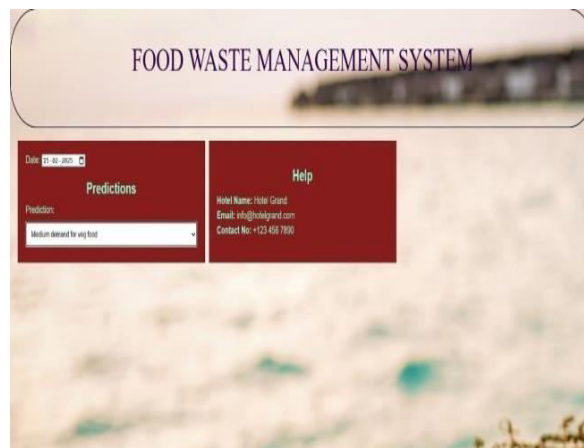 FOOD WASTE MANAGEMENT SYSTEM
Date: 21-02-2025
Predictions
Prediction:
Medium demand for veg food
Help
Hotel Name: Hotel Grand
Email: info@hotelgrand.com
Contact No: +123 456 7890